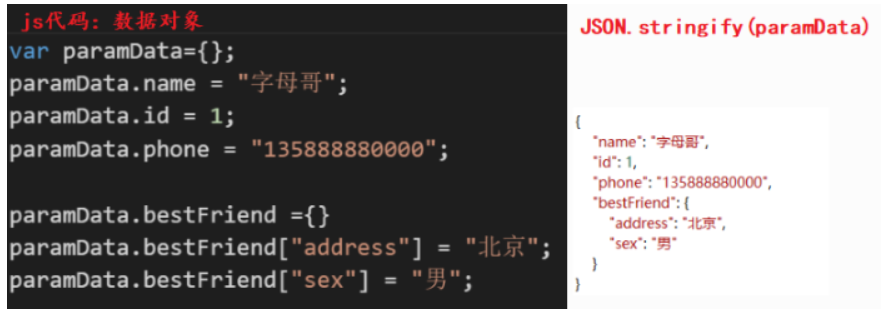 js代码：数据对象
var paramData={};
paramData.name = "字母哥";
paramData.id = 1;
paramData.phone = "135888880000";
paramData.bestFriend ={}
paramData.bestFriend["address"] = "北京";
paramData.bestFriend["sex"] = "男";
JSON.stringify(paramData)
{
"name": "字母哥",
"id": 1,
"phone": "135888880000",
"bestFriend": {
"address": "北京",
"sex": "男"
}
}